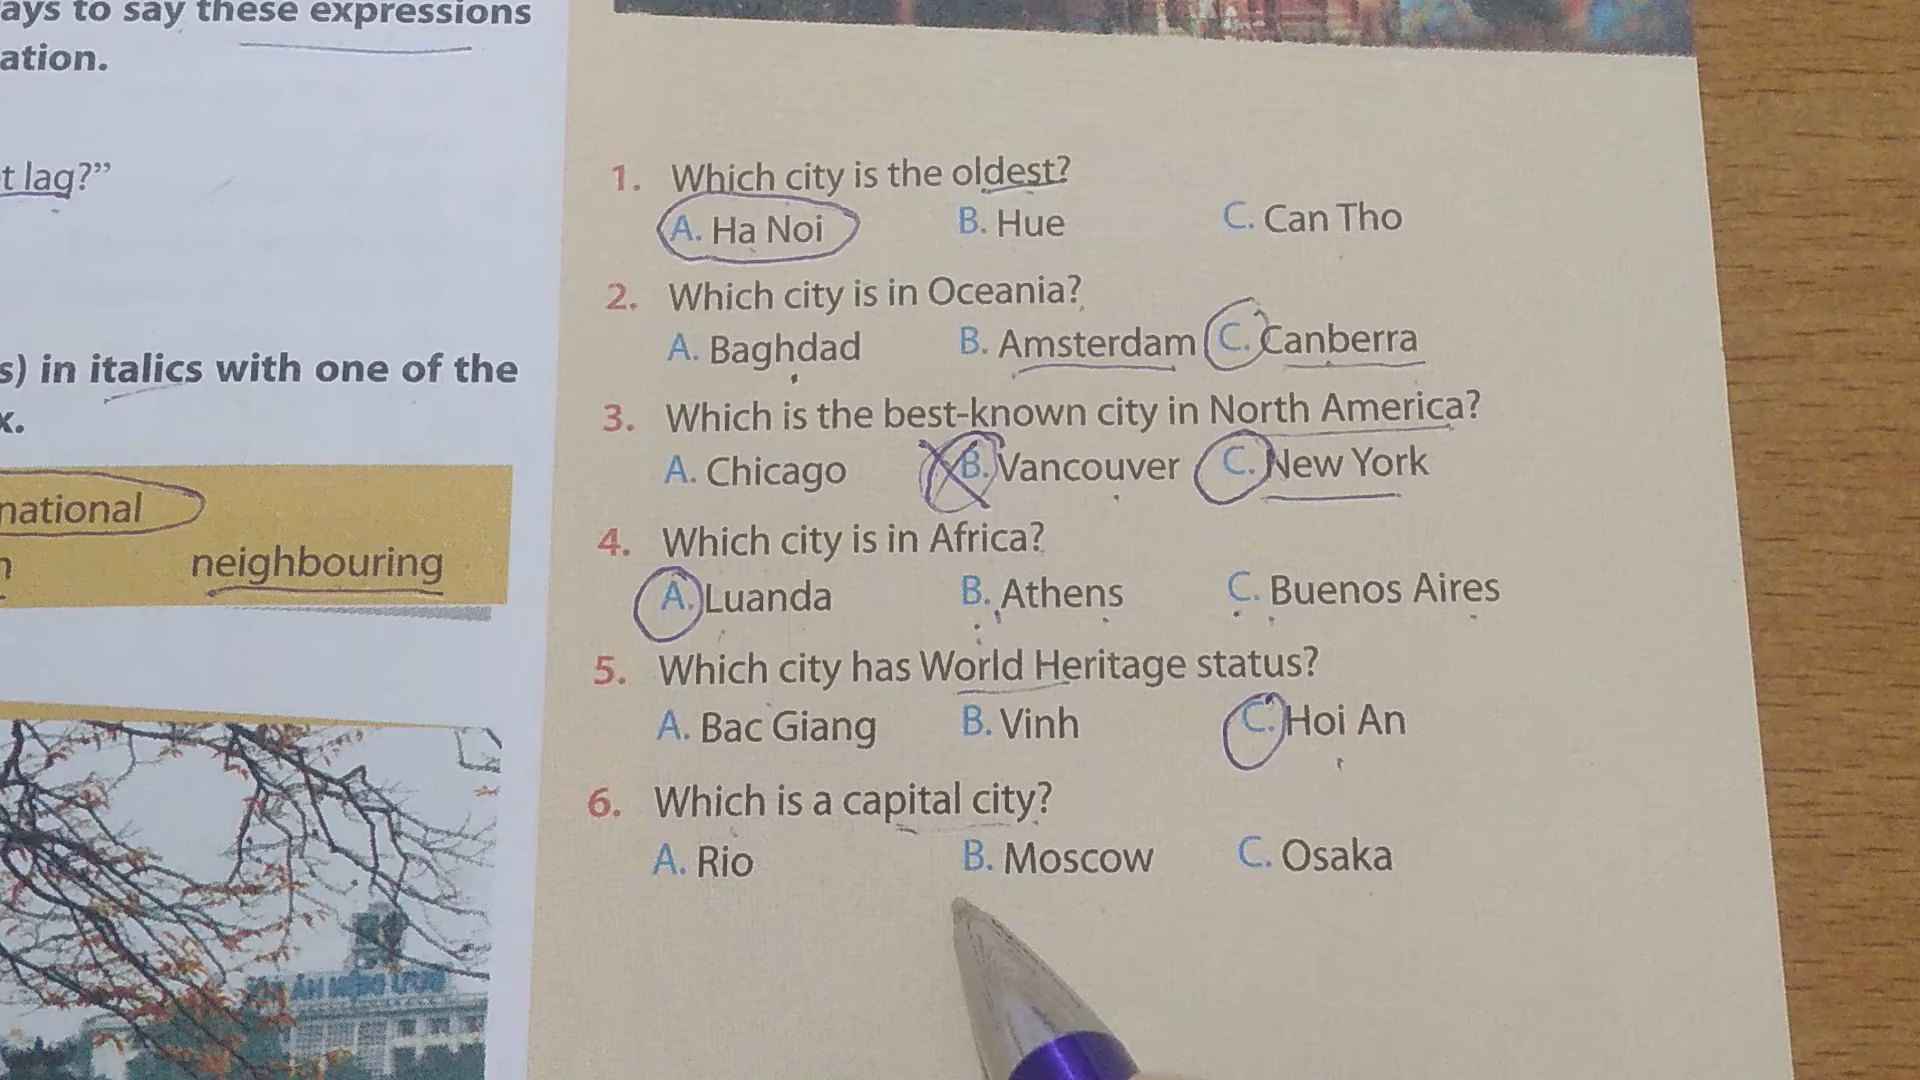 ays to say these expressions
ation.
t lag?”
s) in italics with one of the
x.
national
n
neighbouring
1. Which city is the oldest?
A. Ha Noi B. Hue C. Can Tho
2. Which city is in Oceania?
A. Baghdad B. Amsterdam C. Canberra
3. Which is the best-known city in North America?
A. Chicago B. Vancouver C. New York
4. Which city is in Africa?
A. Luanda B. Athens C. Buenos Aires
5. Which city has World Heritage status?
A. Bac Giang B. Vinh C. Hoi An
6. Which is a capital city?
A. Rio B. Moscow C. Osaka